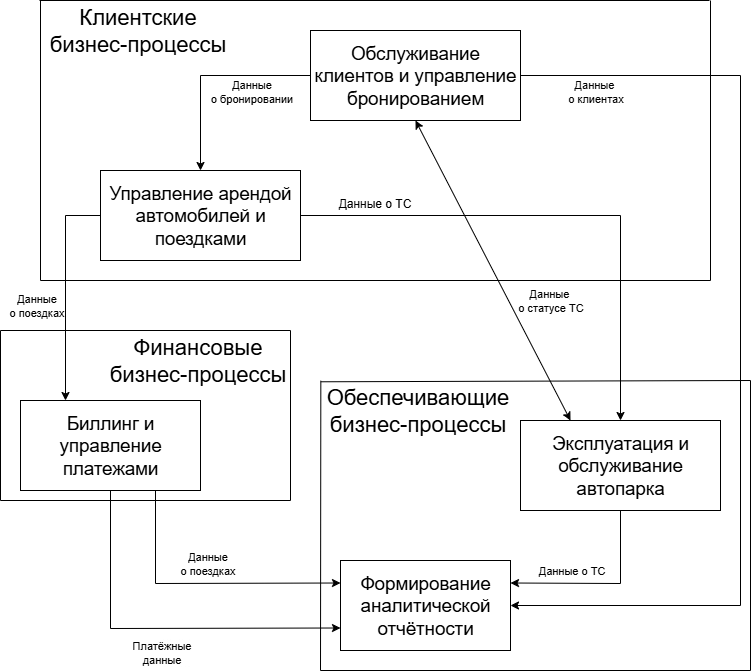 Клиентские
бизнес-процессы
Обслуживание
клиентов и управление
бронированием
Данные
о бронировании
Данные
о клиентах
Управление арендой
автомобилей и
поездками
Данные о ТС
Данные
о поездках
Данные
о статусе ТС
Финансовые
бизнес-процессы
Обеспечивающие
бизнес-процессы
Биллинг и
управление
платежами
Эксплуатация и
обслуживание
автопарка
Данные
о поездках
Данные о ТС
Формирование
аналитической
отчётности
Платёжные
данные